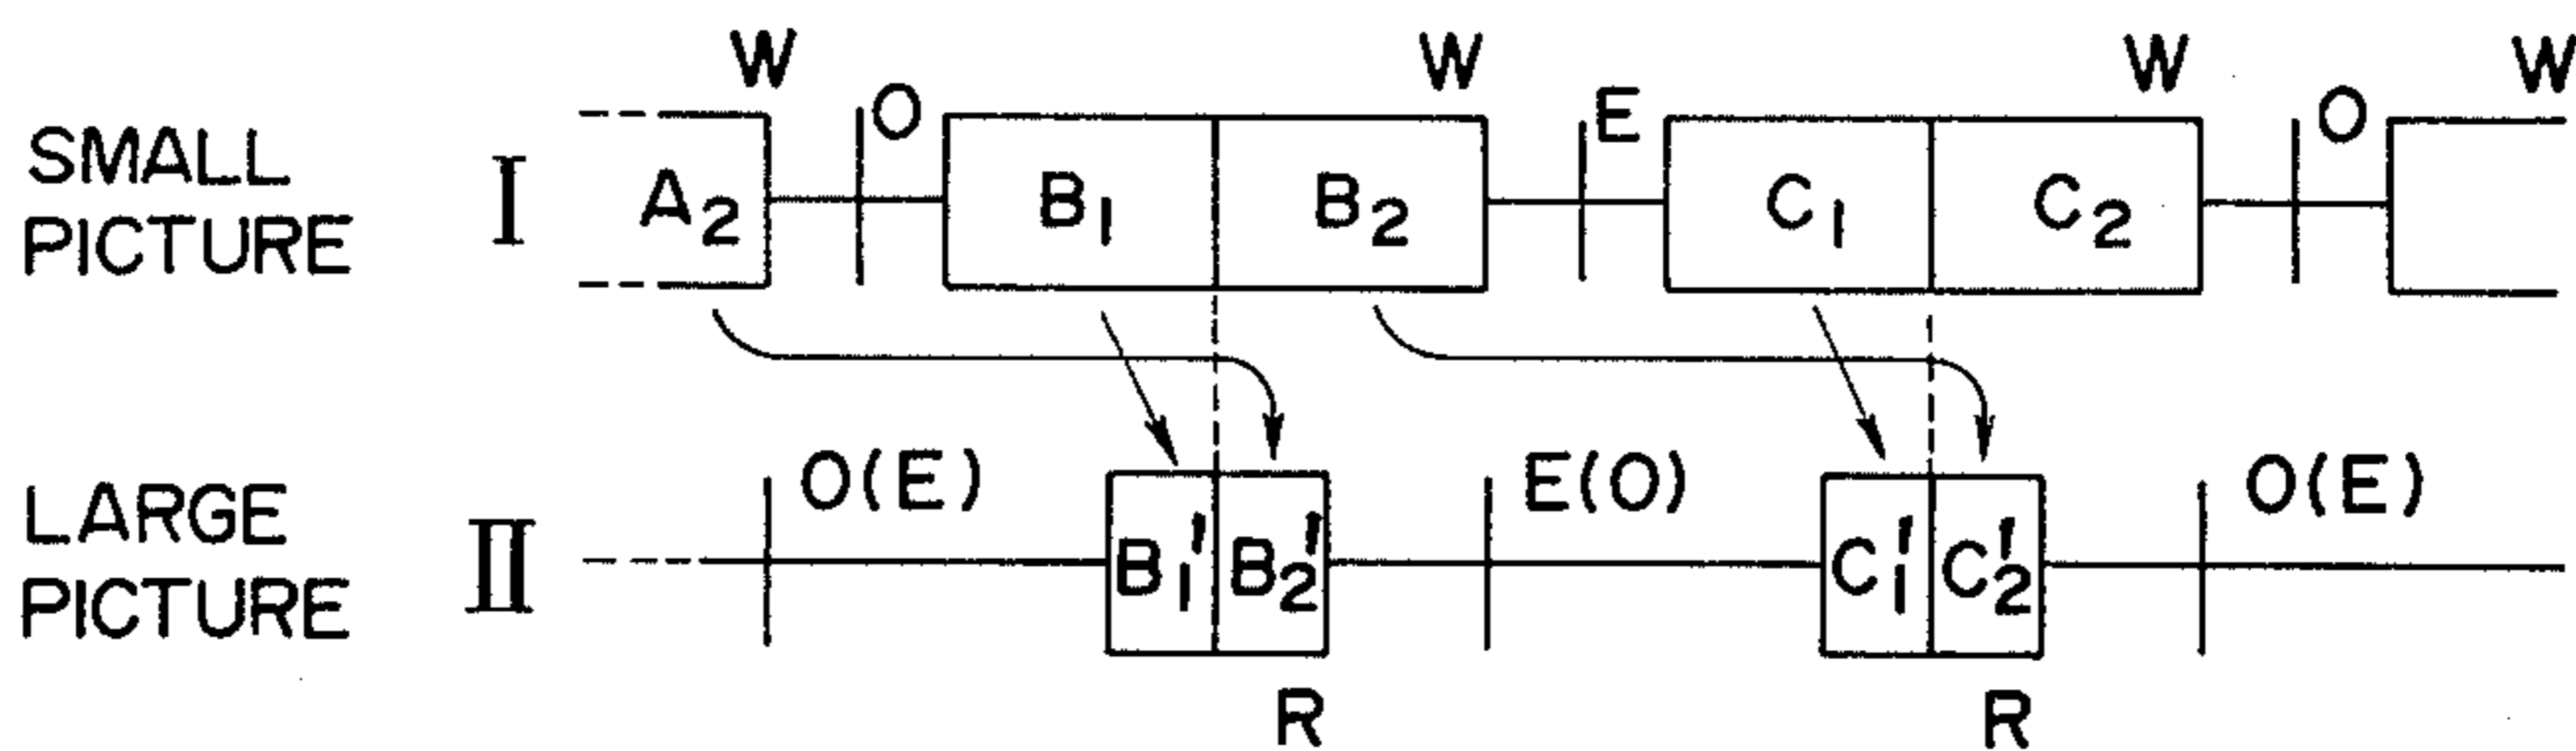 W W W W
O E O
SMALL PICTURE I A2 B1 B2 C1 C2
O(E) E(O) O(E)
LARGE PICTURE II B1' B2' C1' C2'
R R